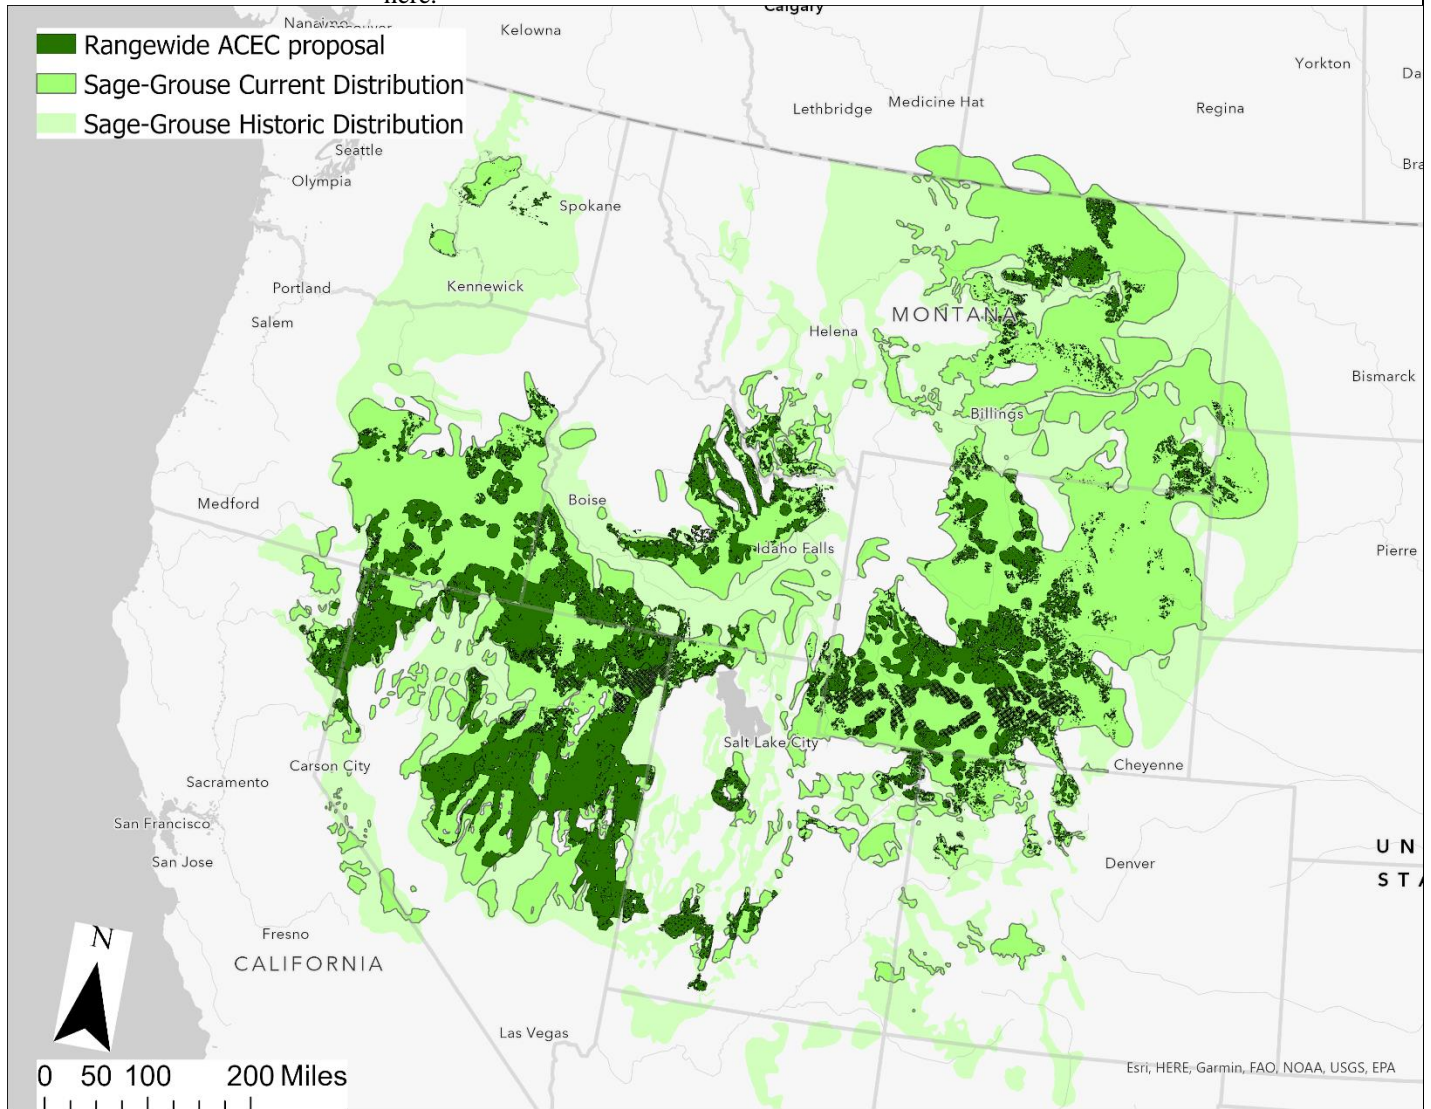 here.
Calgary
Kelowna
Yorkton
Rangewide ACEC proposal
Sage-Grouse Current Distribution
Sage-Grouse Historic Distribution
Lethbridge
Medicine Hat
Regina
Seattle
Olympia
Spokane
Portland
Kennewick
Salem
Helena
MONTANA
Bismarck
Billings
Medford
Boise
Idaho Falls
Pierre
Salt Lake City
Carson City
Cheyenne
Sacramento
San Francisco
San Jose
Denver
U N
S T
Fresno
CALIFORNIA
N
Las Vegas
Esri, HERE, Garmin, FAO, NOAA, USGS, EPA
0 50 100 200 Miles